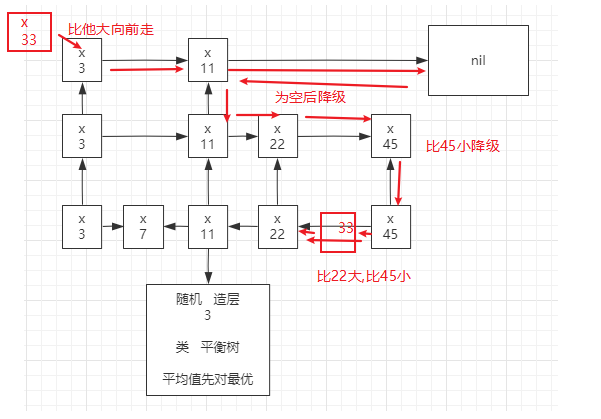 x
33
比他大向前走
x
3
x
11
nil
为空后降级
x
3
x
11
x
22
x
45
比45小降级
x
3
x
7
x
11
x
22
33
x
45
比22大,比45小
随机 造层
3
类 平衡树
平均值先对最优